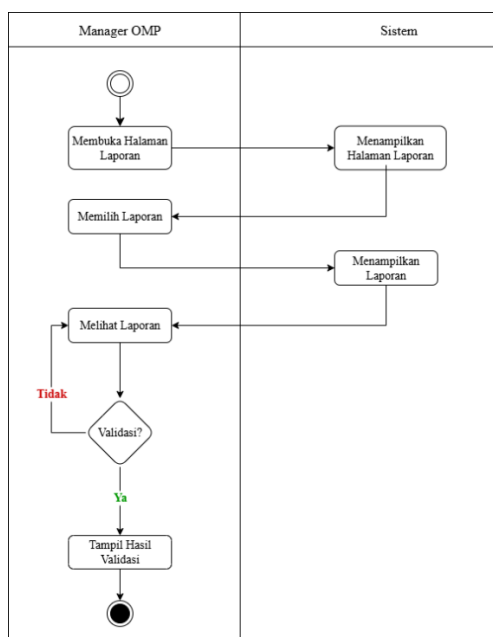 Manager OMP
Sistem
Membuka Halaman
Laporan
Menampilkan
Halaman Laporan
Memilih Laporan
Menampilkan
Laporan
Melihat Laporan
Tidak
Validasi?
Ya
Tampil Hasil
Validasi